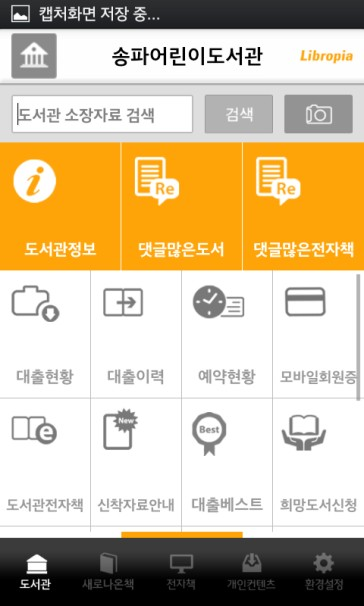 캡처화면 저장 중...
송파어린이도서관
Libropia
도서관 소장자료 검색
검색
도서관정보
Re
댓글많은도서
Re
댓글많은전자책
대출현황
대출이력
예약현황
모바일회원증
도서관전자책
New
신착자료안내
Best
대출베스트
희망도서신청
도서관
새로나온책
전자책
개인컨텐츠
환경설정